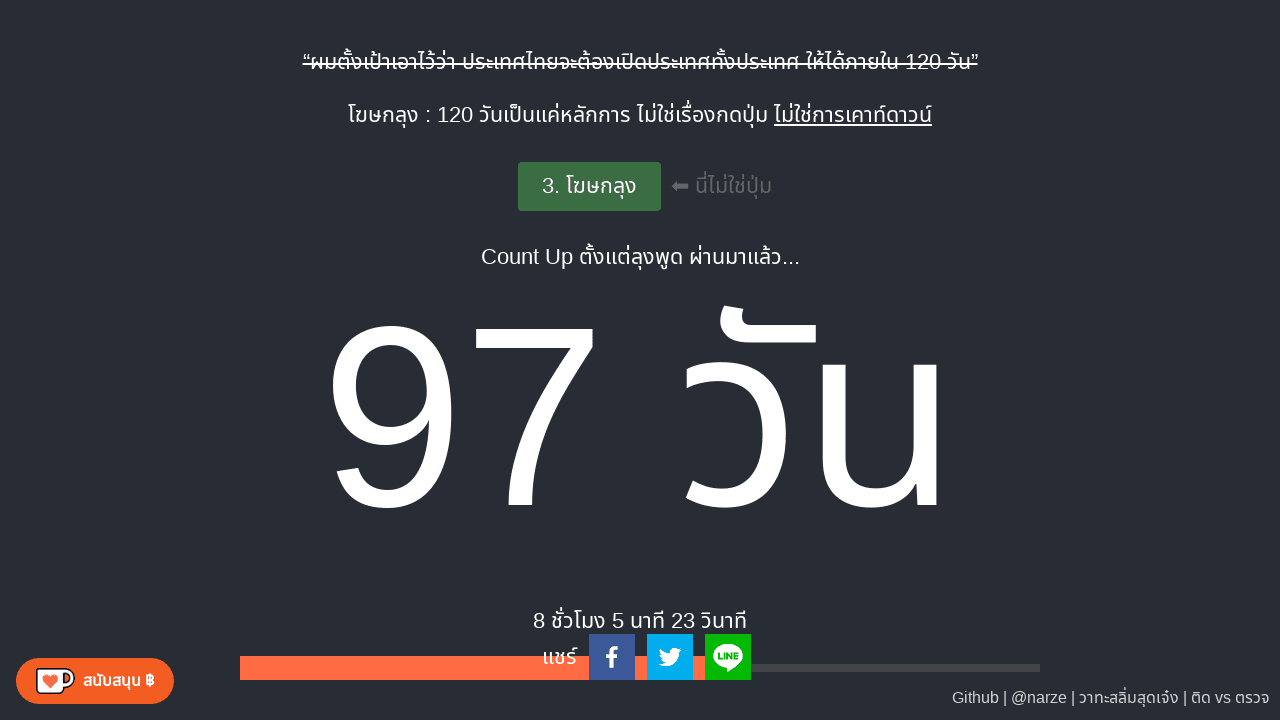 “ผมตั้งเป้าเอาไว้ว่า ประเทศไทยจะต้องเปิดประเทศทั้งประเทศ ให้ได้ภายใน 120 วัน”
โฆษกลุง : 120 วันเป็นแค่หลักการ ไม่ใช่เรื่องกดปุ่ม ไม่ใช่การเคาท์ดาวน์
3. โฆษกลุง ⬅ นี่ไม่ใช่ปุ่ม
Count Up ตั้งแต่ลุงพูด ผ่านมาแล้ว...
97 วัน
8 ชั่วโมง 5 นาที 23 วินาที
แชร์ LINE
สนับสนุน ฿
Github | @narze | วาทะสลิ่มสุดเจ๋ง | ติด vs ตรวจ